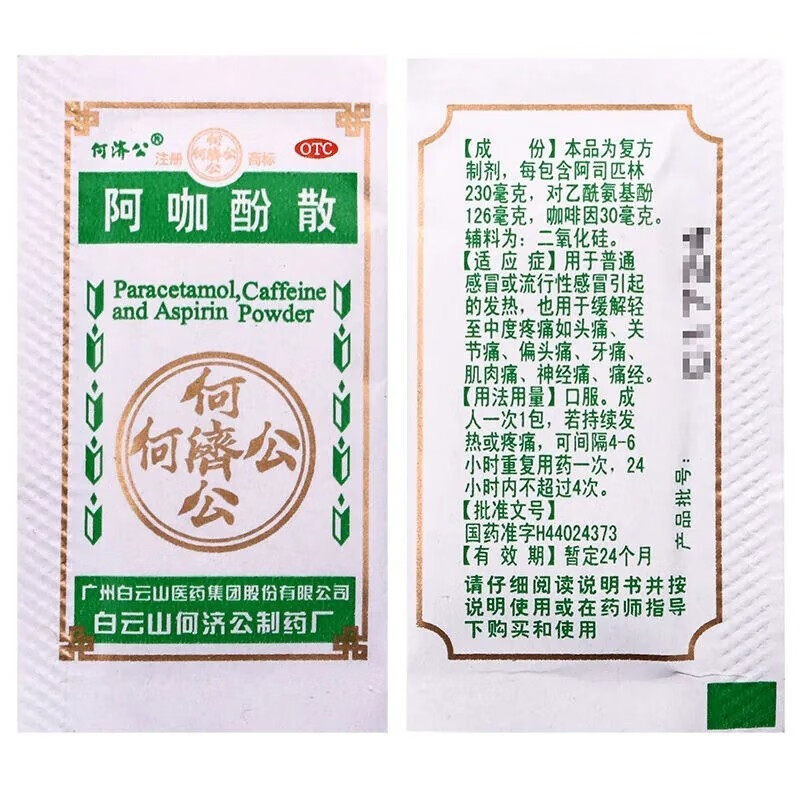 何济公®
注册
何濟公
何濟公
高标
OTC
阿咖酚散
Paracetamol,Caffeine
and Aspirin Powder
何
何濟公
公
广州白云山医药集团股份有限公司
白云山何济公制药厂
【成 份】本品为复方
制剂，每包含阿司匹林
230毫克，对乙酰氨基酚
126毫克，咖啡因30毫克。
辅料为：二氧化硅。
【适应症】用于普通
感冒或流行性感冒引起
的发热，也用于缓解轻
至中度疼痛如头痛、关
节痛、偏头痛、牙痛、
肌肉痛、神经痛、痛经。
【用法用量】口服。成
人一次1包，若持续发
热或疼痛，可间隔4-6
小时重复用药一次，24
小时内不超过4次。
【批准文号】
国药准字H44024373
【有 效 期】暂定24个月
请仔细阅读说明书并按
说明使用或在药师指导
下购买和使用
产品批号：